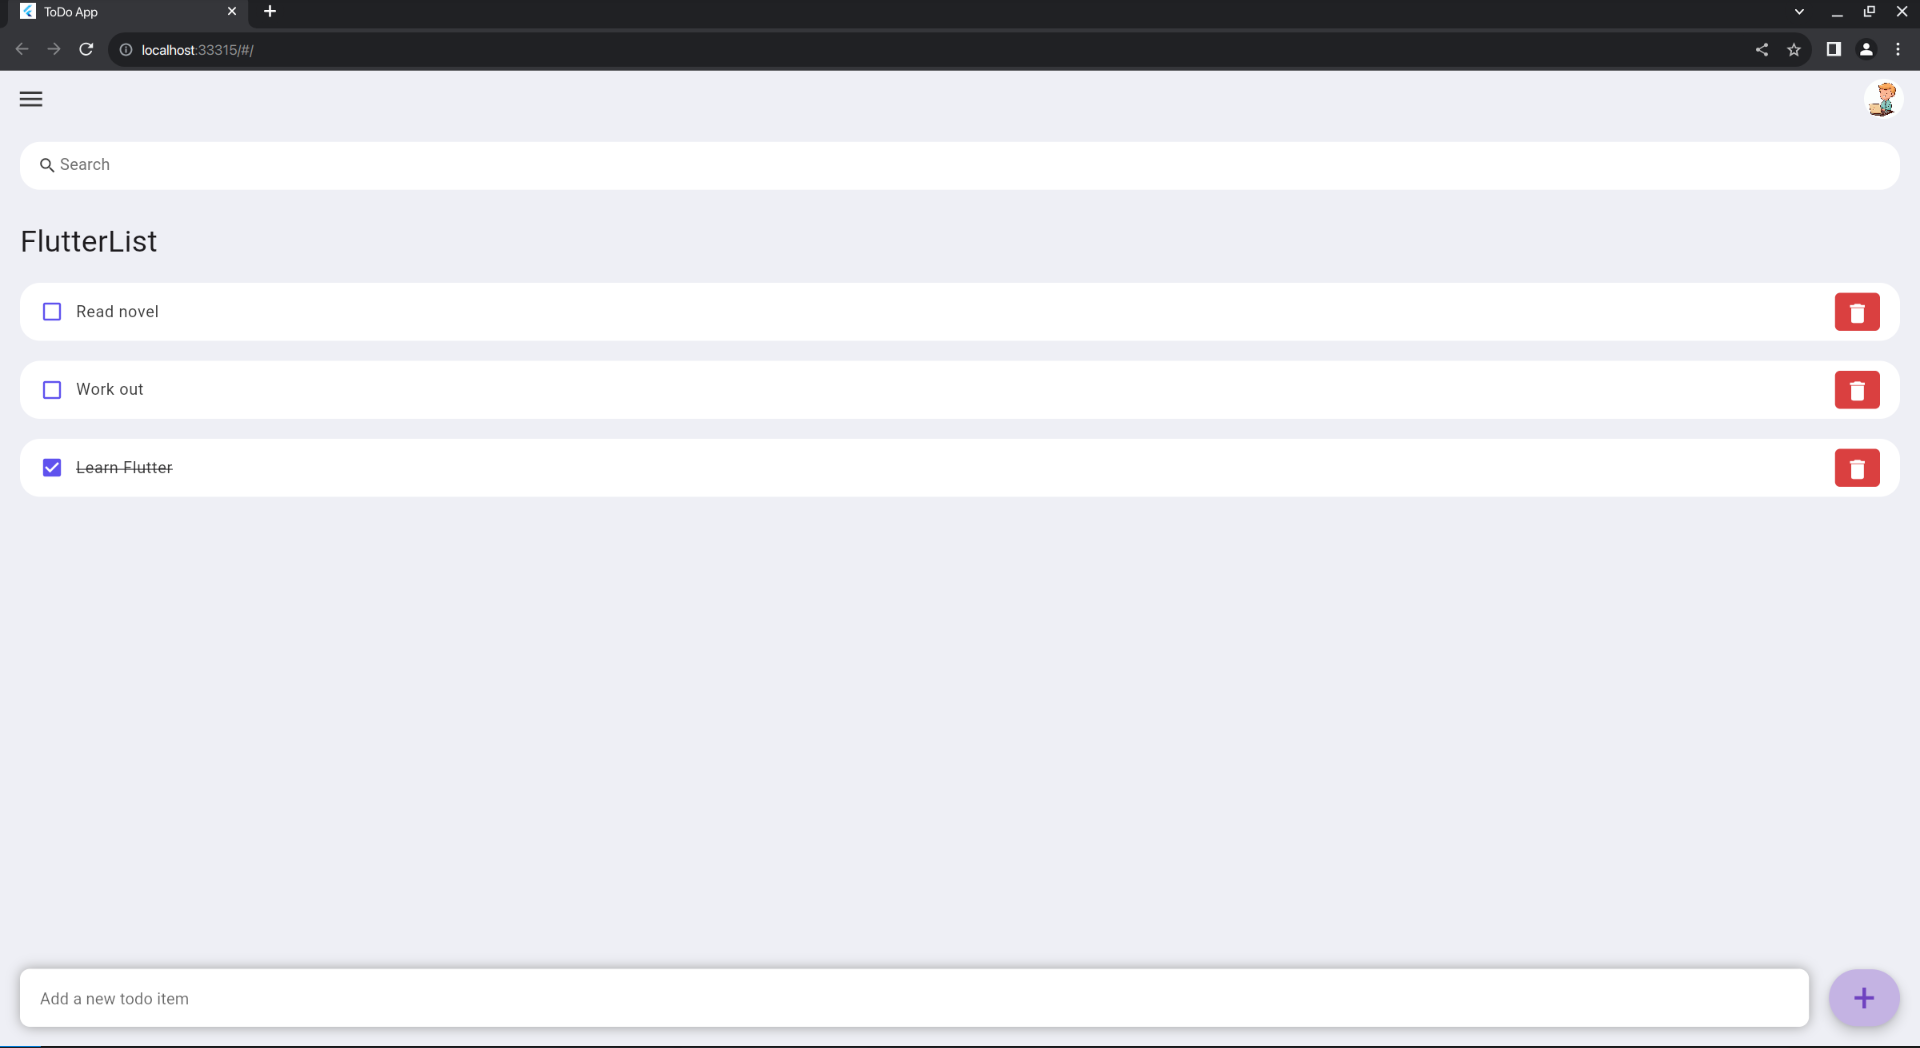 ToDo App
localhost:33315/#/
Search
FlutterList
Read novel
Work out
Learn Flutter
Add a new todo item